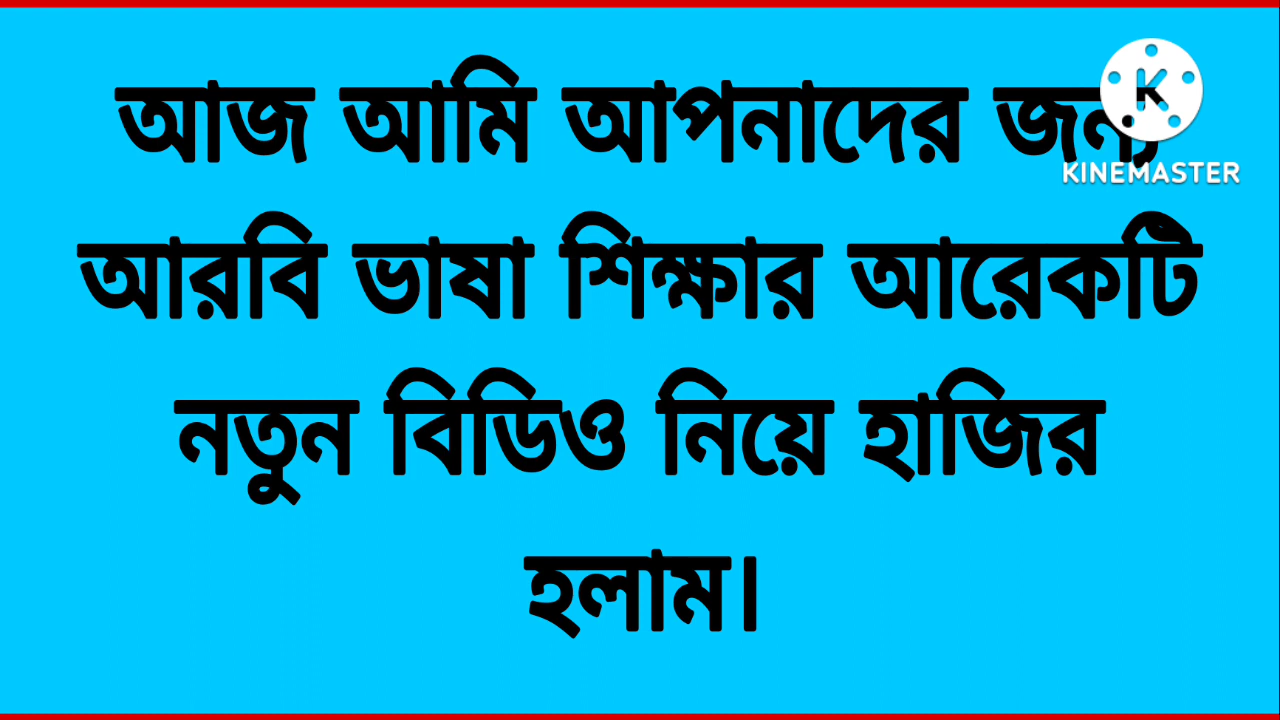 আজ আমি আপনাদের জন্য
আরবি ভাষা শিক্ষার আরেকটি
নতুন বিডিও নিয়ে হাজির
হলাম।
K
KINEMASTER